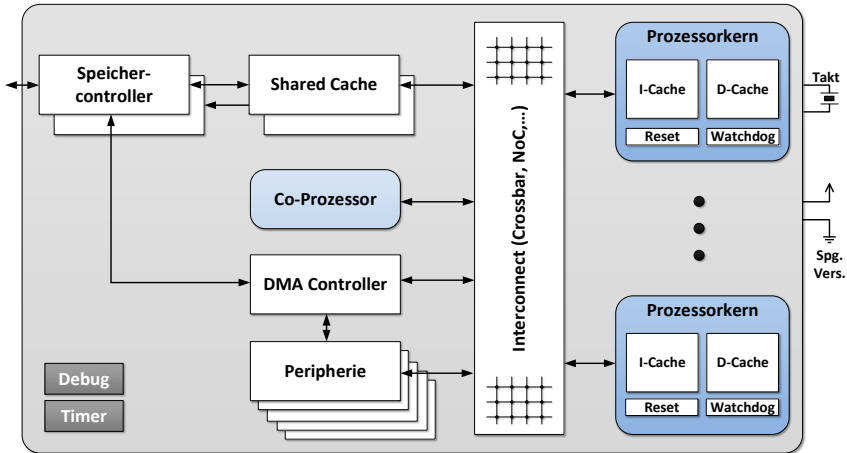 Speicher-
controller
Shared Cache
Co-Prozessor
DMA Controller
Peripherie
Debug
Timer
Interconnect (Crossbar, NoC,...)
Prozessorkern
I-Cache
D-Cache
Reset
Watchdog
Takt
Spg.
Vers.
Prozessorkern
I-Cache
D-Cache
Reset
Watchdog